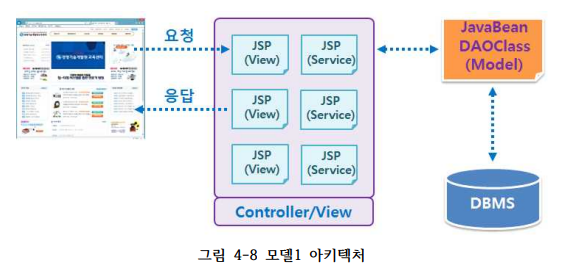 요청
응답
JSP
(View)
JSP
(Service)
JSP
(View)
JSP
(Service)
JSP
(View)
JSP
(Service)
Controller/View
JavaBean
DAOClass
(Model)
DBMS
그림 4-8 모델1 아키텍처